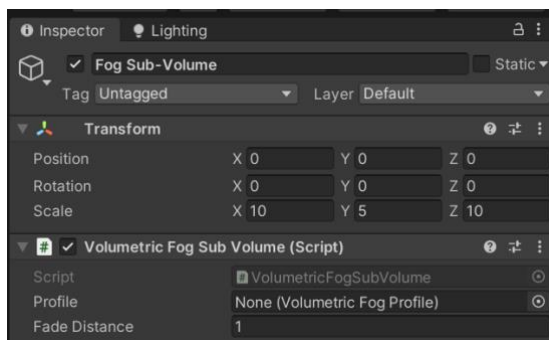 Inspector Lighting
Fog Sub-Volume Static
Tag Untagged Layer Default
Transform
Position X 0 Y 0 Z 0
Rotation X 0 Y 0 Z 0
Scale X 10 Y 5 Z 10
# Volumetric Fog Sub Volume (Script)
Script # VolumetricFogSubVolume
Profile None (Volumetric Fog Profile)
Fade Distance 1